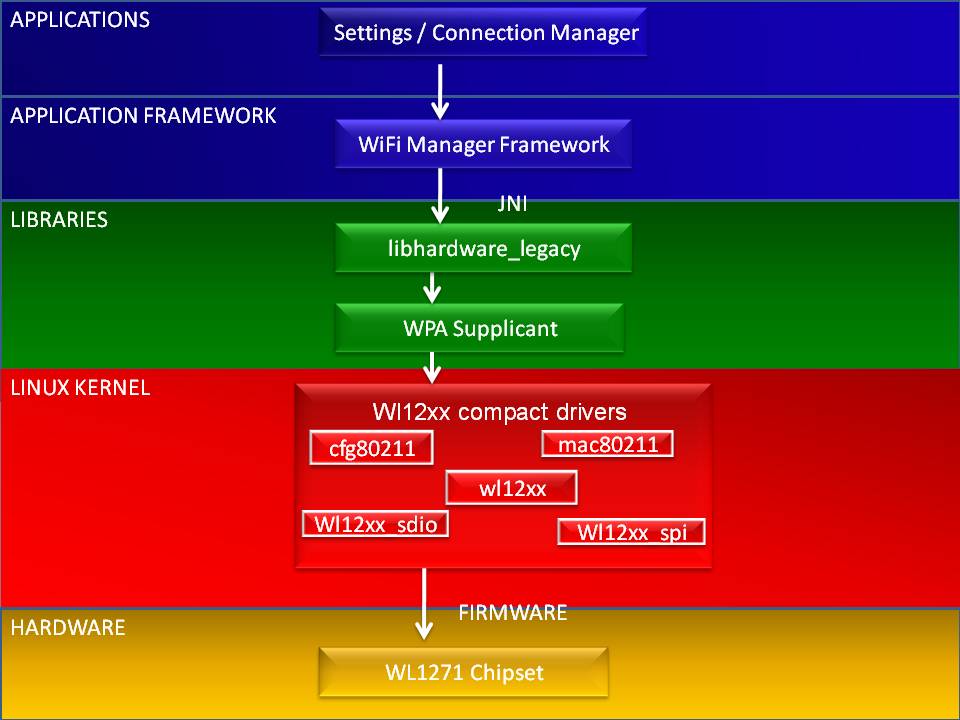 APPLICATIONS
Settings / Connection Manager
APPLICATION FRAMEWORK
WiFi Manager Framework
JNI
LIBRARIES
libhardware_legacy
WPA Supplicant
LINUX KERNEL
Wl12xx compact drivers
cfg80211
mac80211
wl12xx
Wl12xx_sdio
Wl12xx_spi
FIRMWARE
HARDWARE
WL1271 Chipset